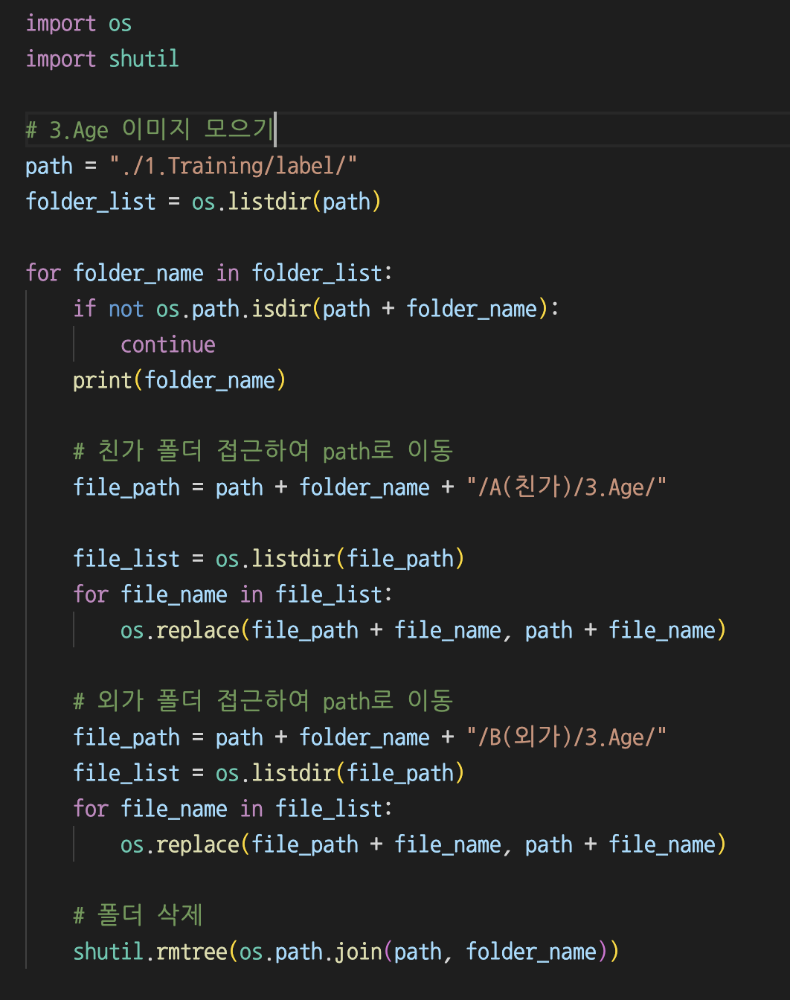 import os
import shutil
# 3.Age 이미지 모으기
path = "./1.Training/label/"
folder_list = os.listdir(path)
for folder_name in folder_list:
    if not os.path.isdir(path + folder_name):
        continue
    print(folder_name)
    # 친가 폴더 접근하여 path로 이동
    file_path = path + folder_name + "/A(친가)/3.Age/"
    file_list = os.listdir(file_path)
    for file_name in file_list:
        os.replace(file_path + file_name, path + file_name)
    # 외가 폴더 접근하여 path로 이동
    file_path = path + folder_name + "/B(외가)/3.Age/"
    file_list = os.listdir(file_path)
    for file_name in file_list:
        os.replace(file_path + file_name, path + file_name)
    # 폴더 삭제
    shutil.rmtree(os.path.join(path, folder_name))